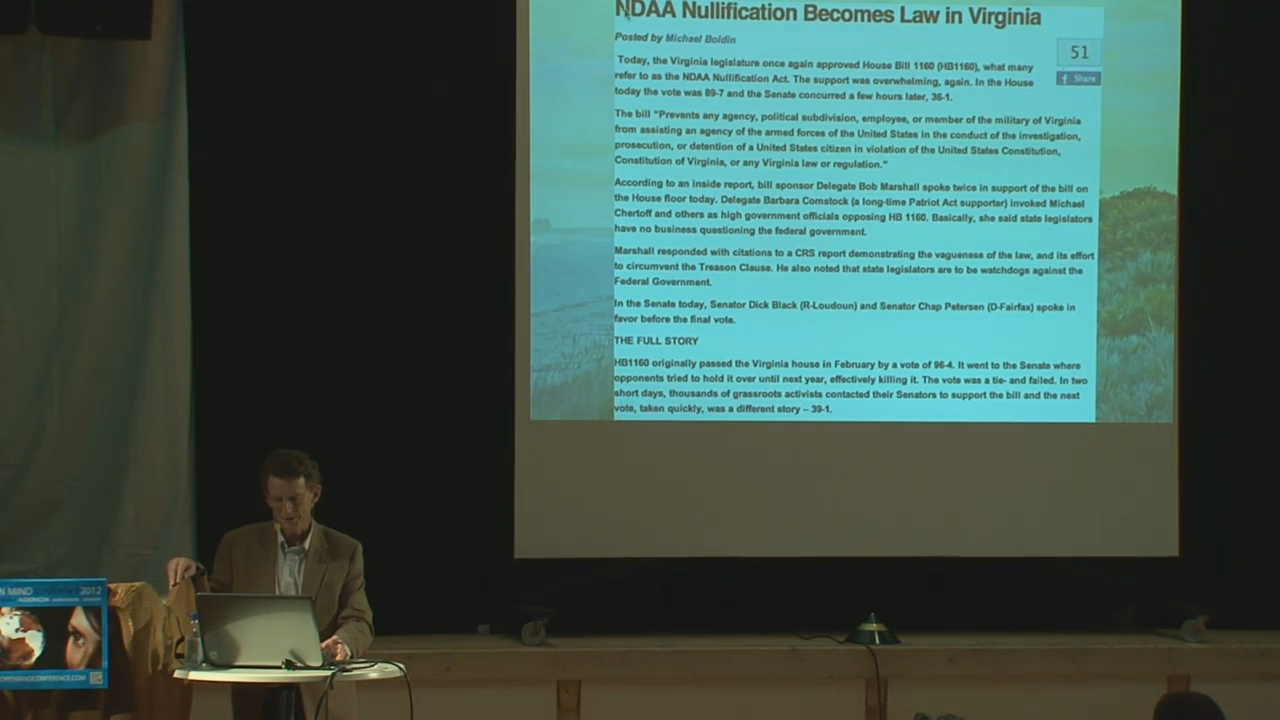 NDAA Nullification Becomes Law in Virginia
Posted by Michael Boldin
51
Share
Today, the Virginia legislature once again approved House Bill 1160 (HB1160), what many
refer to as the NDAA Nullification Act. The support was overwhelming, again. In the House
today the vote was 89-7 and the Senate concurred a few hours later, 36-1.
The bill "Prevents any agency, political subdivision, employee, or member of the military of Virginia
from assisting an agency of the armed forces of the United States in the conduct of the investigation,
prosecution, or detention of a United States citizen in violation of the United States Constitution,
Constitution of Virginia, or any Virginia law or regulation."
According to an inside report, bill sponsor Delegate Bob Marshall spoke twice in support of the bill on
the House floor today. Delegate Barbara Comstock (a long-time Patriot Act supporter) invoked Michael
Chertoff and others as high government officials opposing HB 1160. Basically, she said state legislators
have no business questioning the federal government.
Marshall responded with citations to a CRS report demonstrating the vagueness of the law, and its effort
to circumvent the Treason Clause. He also noted that state legislators are to be watchdogs against the
Federal Government.
In the Senate today, Senator Dick Black (R-Loudoun) and Senator Chap Petersen (D-Fairfax) spoke in
favor before the final vote.
THE FULL STORY
HB1160 originally passed the Virginia house in February by a vote of 96-4. It went to the Senate where
opponents tried to hold it over until next year, effectively killing it. The vote was a tie- and failed. In two
short days, thousands of grassroots activists contacted their Senators to support the bill and the next
vote, taken quickly, was a different story – 39-1.
N MIND CONFERENCE 2012